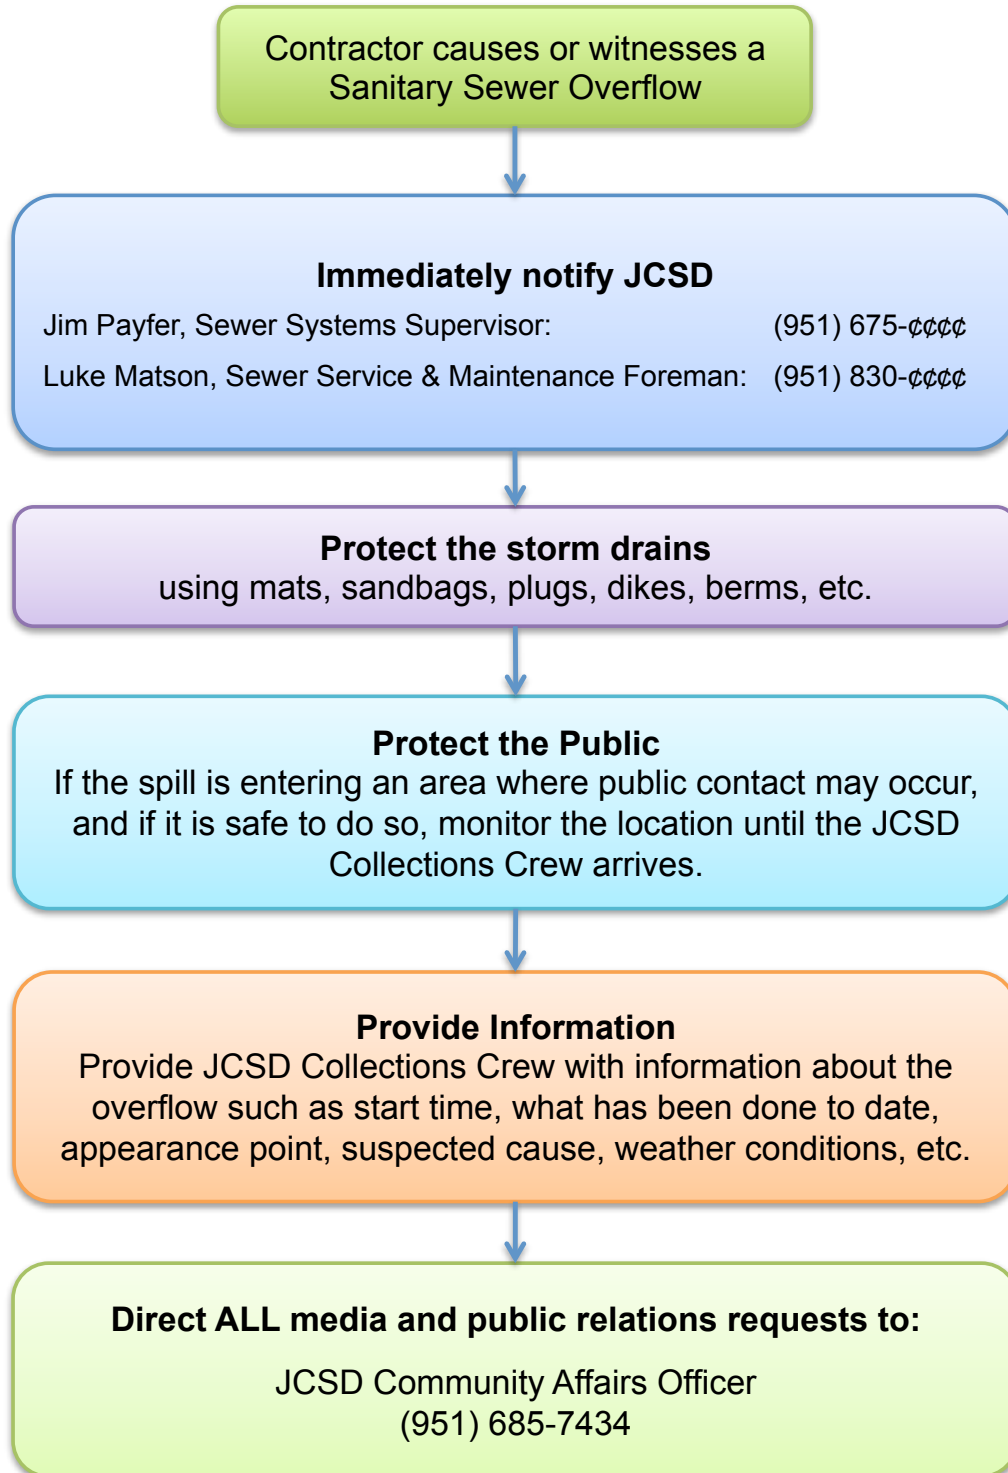 Contractor causes or witnesses a
Sanitary Sewer Overflow
Immediately notify JCSD
Jim Payfer, Sewer Systems Supervisor: (951) 675-¢¢¢¢
Luke Matson, Sewer Service & Maintenance Foreman: (951) 830-¢¢¢¢
Protect the storm drains
using mats, sandbags, plugs, dikes, berms, etc.
Protect the Public
If the spill is entering an area where public contact may occur,
and if it is safe to do so, monitor the location until the JCSD
Collections Crew arrives.
Provide Information
Provide JCSD Collections Crew with information about the
overflow such as start time, what has been done to date,
appearance point, suspected cause, weather conditions, etc.
Direct ALL media and public relations requests to:
JCSD Community Affairs Officer
(951) 685-7434